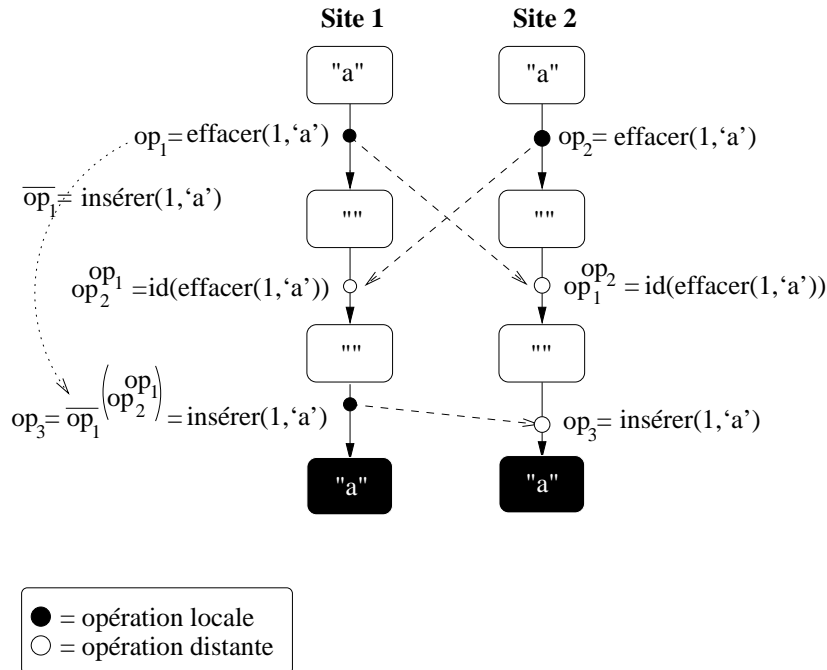 Site 1 Site 2
"a" "a"
op1= effacer(1,‘a’) op2= effacer(1,‘a’)
op1= insérer(1,‘a’)
"" ""
op2 op1 =id(effacer(1,‘a’)) op1 op2 = id(effacer(1,‘a’))
"" ""
op3= op1 (op2 op1) = insérer(1,‘a’) op3= insérer(1,‘a’)
"a" "a"
= opération locale
= opération distante